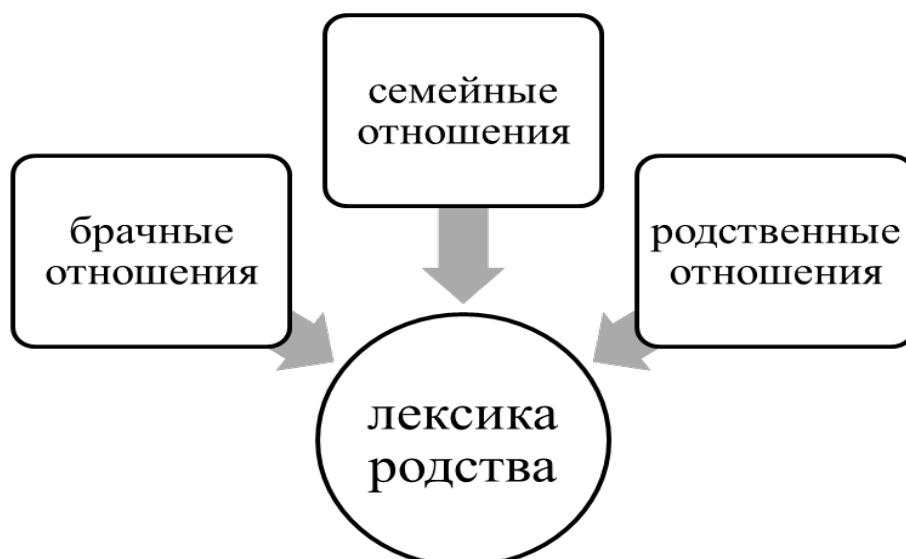 семейные
отношения
брачные
отношения
родственные
отношения
лексика
родства